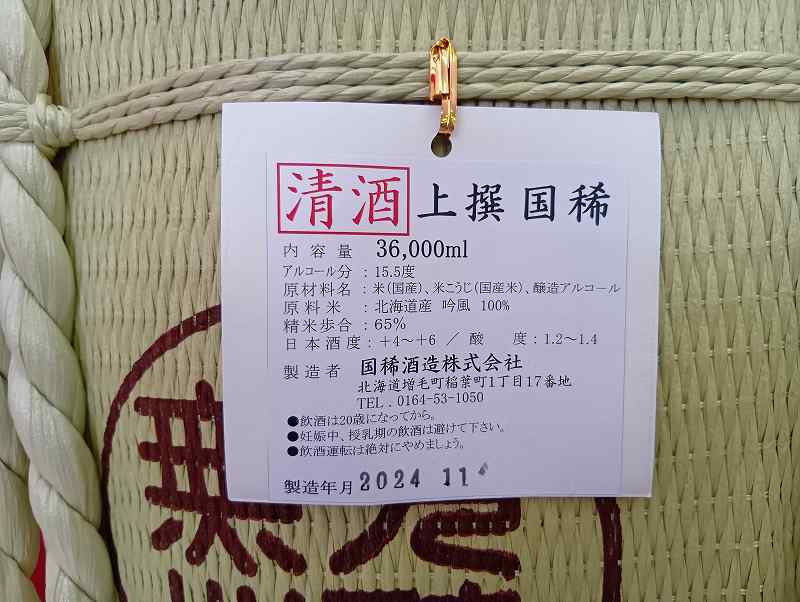 清酒 上撰 国稀
内容量 36,000ml
アルコール分 : 15.5度
原材料名 : 米(国産)、米こうじ(国産米)、醸造アルコール
原料米 : 北海道産 吟風 100%
精米歩合 : 65%
日本酒度 : +4~+6 / 酸 度 : 1.2~1.4
製造者 国稀酒造株式会社
北海道増毛町稲葉町1丁目17番地
TEL.0164-53-1050
●飲酒は20歳になってから。
●妊娠中、授乳期の飲酒は避けて下さい。
●飲酒運転は絶対にやめましょう。
製造年月 2024 11